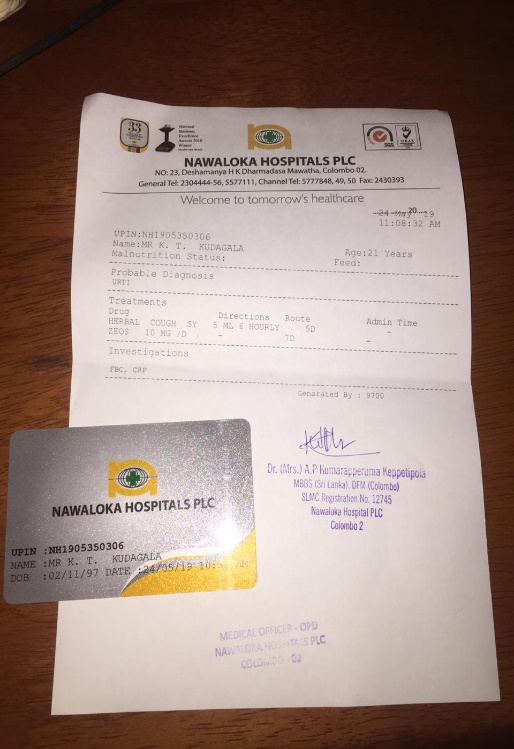 33
National
Business
Excellence
Awards 2016
Winner
SGS
UKAS
NAWALOKA HOSPITALS PLC
NO: 23, Deshamanya H K Dharmadasa Mawatha, Colombo 02.
General Tel: 2304444-56, 5577111, Channel Tel: 5777848, 49, 50 Fax: 2430393
Welcome to tomorrow's healthcare
24-May 20 19
11:08:32 AM
UPIN:NH1905350306
Name:MR K. T. KUDAGALA Age:21 Years
Malnutrition Status: Feed:
Probable Diagnosis
URTI
Treatments
Drug Directions Route Admin Time
HERBAL COUGH SY 5 ML 6 HOURLY 5D -
ZEOS 10 MG /D - 7D -
Investigations
FBC, CRP
Genarated By : 9700
Dr. (Mrs.) A.P Kumarapperuma Keppetipola
MBBS (Sri Lanka), DFM (Colombo)
SLMC Registration No. 12745
Nawaloka Hospital PLC
Colombo 2
NAWALOKA HOSPITALS PLC
UPIN :NH1905350306
NAME :MR K. T. KUDAGALA
DOB :02/11/97 DATE :24/05/19 10:
MEDICAL OFFICER - OPD
NAWALOKA HOSPITALS PLC
COLOMBO - 02